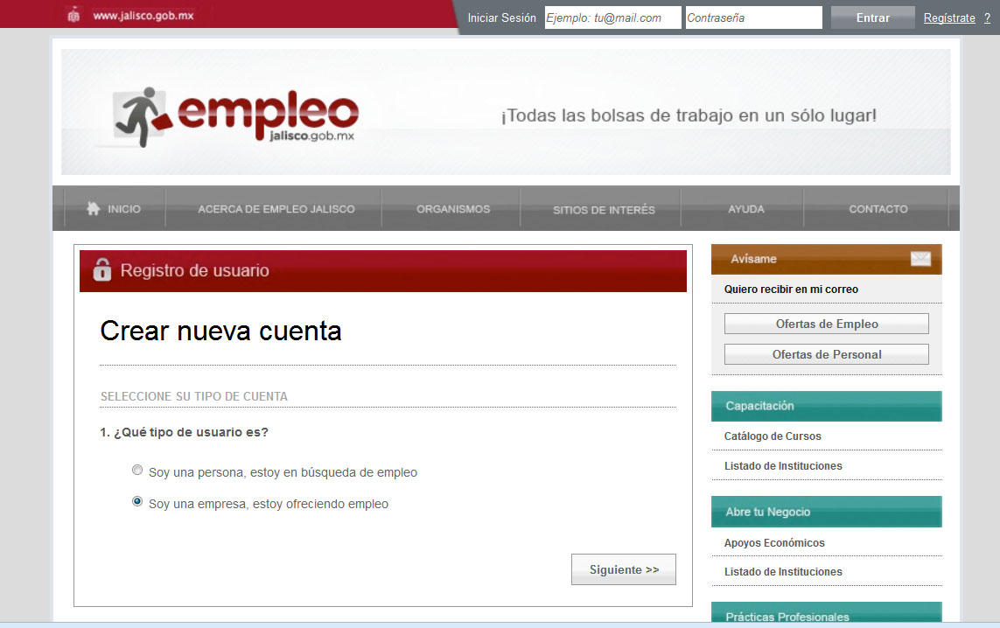 www.jalisco.gob.mx
Iniciar Sesión Ejemplo: tu@mail.com Contraseña Entrar Regístrate ?
empleo
jalisco.gob.mx
¡Todas las bolsas de trabajo en un sólo lugar!
INICIO ACERCA DE EMPLEO JALISCO ORGANISMOS SITIOS DE INTERÉS AYUDA CONTACTO
Registro de usuario
Crear nueva cuenta
SELECCIONE SU TIPO DE CUENTA
1. ¿Qué tipo de usuario es?
Soy una persona, estoy en búsqueda de empleo
Soy una empresa, estoy ofreciendo empleo
Siguiente >>
Avísame
Quiero recibir en mi correo
Ofertas de Empleo
Ofertas de Personal
Capacitación
Catálogo de Cursos
Listado de Instituciones
Abre tu Negocio
Apoyos Económicos
Listado de Instituciones
Prácticas Profesionales